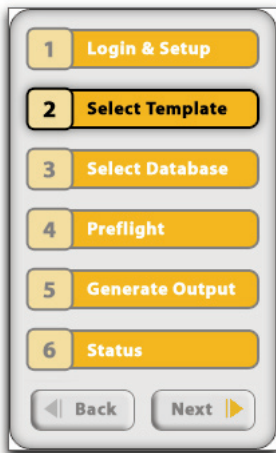 1 Login & Setup
2 Select Template
3 Select Database
4 Preflight
5 Generate Output
6 Status
Back Next